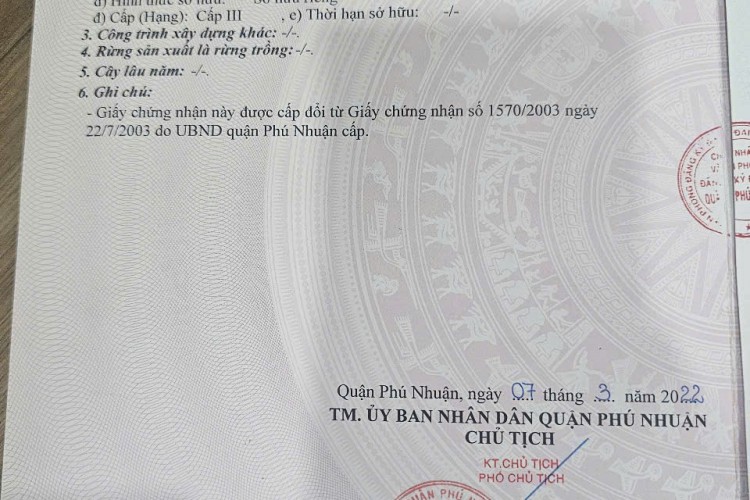 đ) Cấp (Hạng): Cấp III , e) Thời hạn sở hữu: -/-
3. Công trình xây dựng khác: -/-.
4. Rừng sản xuất là rừng trồng:-/-.
5. Cây lâu năm: -/-.
6. Ghi chú:
- Giấy chứng nhận này được cấp đổi từ Giấy chứng nhận số 1570/2003 ngày
22/7/2003 do UBND quận Phú Nhuận cấp.
Quận Phú Nhuận, ngày 07 tháng 3. năm 2022
TM. ỦY BAN NHÂN DÂN QUẬN PHÚ NHUẬN
CHỦ TỊCH
KT.CHỦ TỊCH
PHÓ CHỦ TỊCH